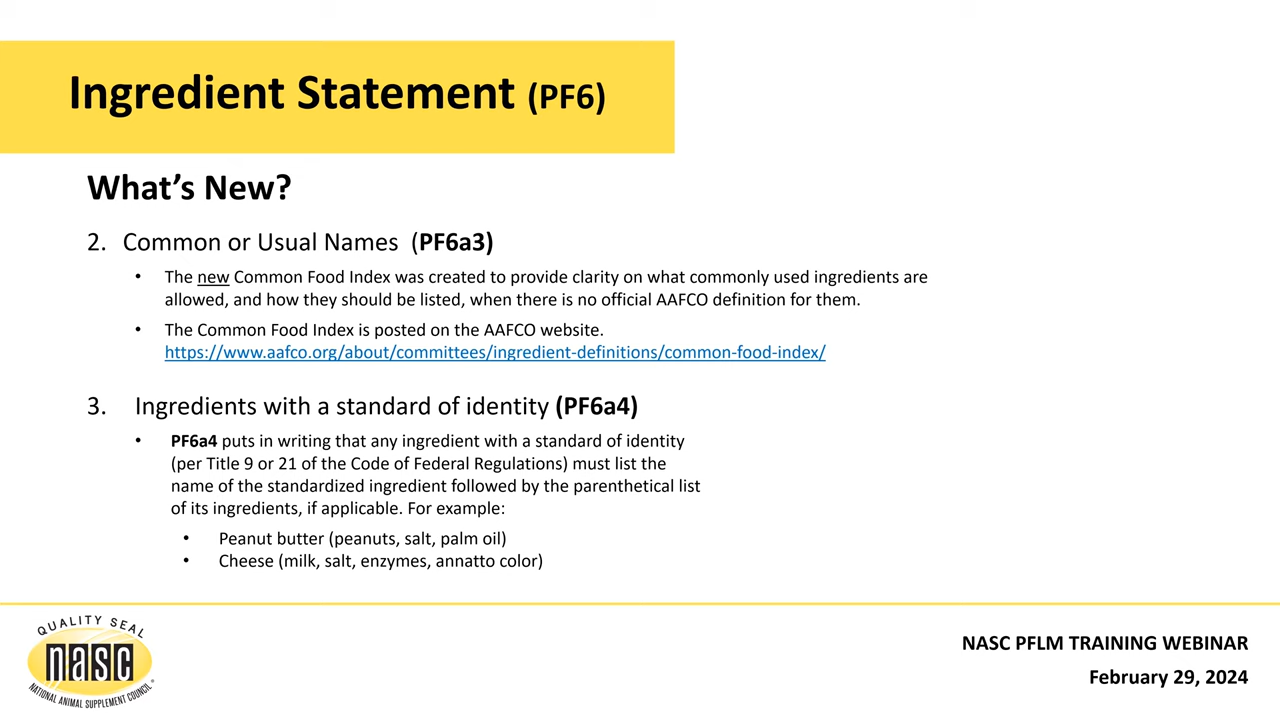 Ingredient Statement (PF6)
What's New?
2. Common or Usual Names (PF6a3)
• The new Common Food Index was created to provide clarity on what commonly used ingredients are
allowed, and how they should be listed, when there is no official AAFCO definition for them.
• The Common Food Index is posted on the AAFCO website.
https://www.aafco.org/about/committees/ingredient-definitions/common-food-index/
3. Ingredients with a standard of identity (PF6a4)
• PF6a4 puts in writing that any ingredient with a standard of identity
(per Title 9 or 21 of the Code of Federal Regulations) must list the
name of the standardized ingredient followed by the parenthetical list
of its ingredients, if applicable. For example:
• Peanut butter (peanuts, salt, palm oil)
• Cheese (milk, salt, enzymes, annatto color)
QUALITY SEAL
nasc
NATIONAL ANIMAL SUPPLEMENT COUNCIL®
NASC PFLM TRAINING WEBINAR
February 29, 2024